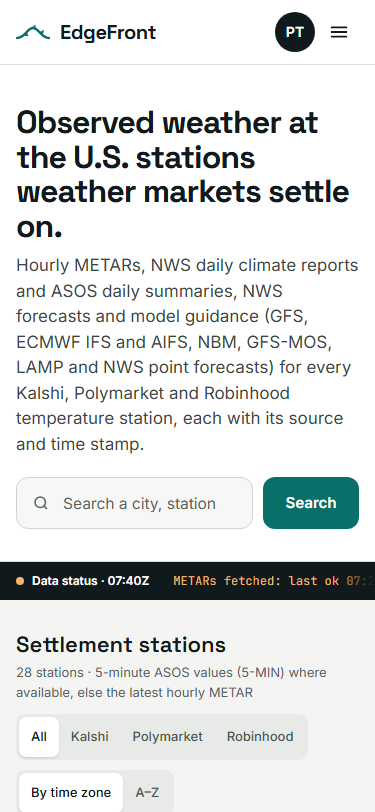 EdgeFront
PT
Observed weather at
the U.S. stations
weather markets settle
on.
Hourly METARs, NWS daily climate reports
and ASOS daily summaries, NWS
forecasts and model guidance (GFS,
ECMWF IFS and AIFS, NBM, GFS-MOS,
LAMP and NWS point forecasts) for every
Kalshi, Polymarket and Robinhood
temperature station, each with its source
and time stamp.
Search a city, station
Search
Data status · 07:40Z METARs fetched: last ok
Settlement stations
28 stations · 5-minute ASOS values (5-MIN) where
available, else the latest hourly METAR
All Kalshi Polymarket Robinhood
By time zone A–Z